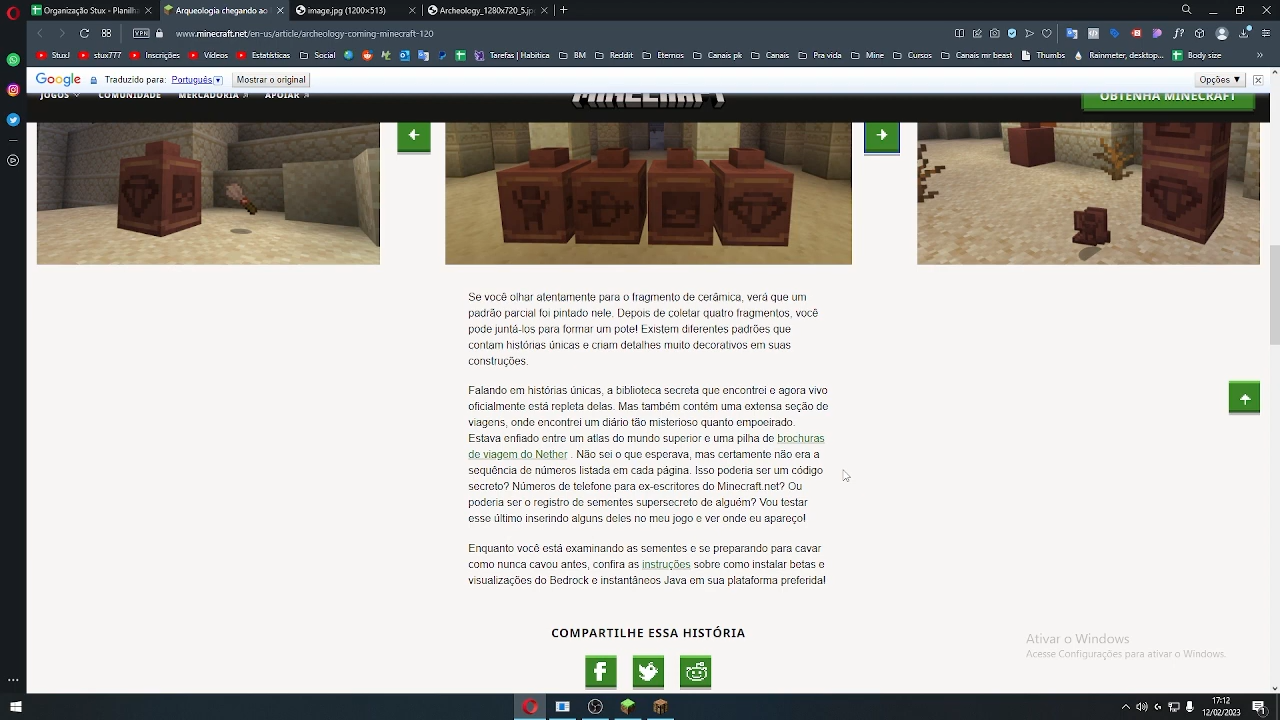 Organização Stux - Planilha
Arqueologia chegando ao
image.jpg (1200×513)
Archeology_1280x720_5.jp
VPN
www.minecraft.net/en-us/article/archeology-coming-minecraft-120
StuxJ
stux777
Inscrições
Vídeos
Estatísticas
Social
Tarefas | Habitica
BM
Reddit
Eternos
Canais pk
Canais
Pra vida
Mine
Cursos
Canais mr beast
Thumbs
Rainmeter, desktop...
Body size
Google
Traduzido para: Português
Mostrar o original
Opções ▼
JOGOS
COMUNIDADE
MERCADORIA
APOIAR
MINECRAFT
OBTENHA MINECRAFT
Se você olhar atentamente para o fragmento de cerâmica, verá que um
padrão parcial foi pintado nele. Depois de coletar quatro fragmentos, você
pode juntá-los para formar um pote! Existem diferentes padrões que
contam histórias únicas e criam detalhes muito decorativos em suas
construções.
Falando em histórias únicas, a biblioteca secreta que encontrei e agora vivo
oficialmente está repleta delas. Mas também contém uma extensa seção de
viagens, onde encontrei um diário tão misterioso quanto empoeirado.
Estava enfiado entre um atlas do mundo superior e uma pilha de brochuras
de viagem do Nether . Não sei o que esperava, mas certamente não era a
sequência de números listada em cada página. Isso poderia ser um código
secreto? Números de telefone para ex-escritores do Minecraft.net? Ou
poderia ser o registro de sementes supersecreto de alguém? Vou testar
esse último inserindo alguns deles no meu jogo e ver onde eu apareço!
Enquanto você está examinando as sementes e se preparando para cavar
como nunca cavou antes, confira as instruções sobre como instalar betas e
visualizações do Bedrock e instantâneos Java em sua plataforma preferida!
COMPARTILHE ESSA HISTÓRIA
Ativar o Windows
Acesse Configurações para ativar o Windows.
17:12
12/02/2023